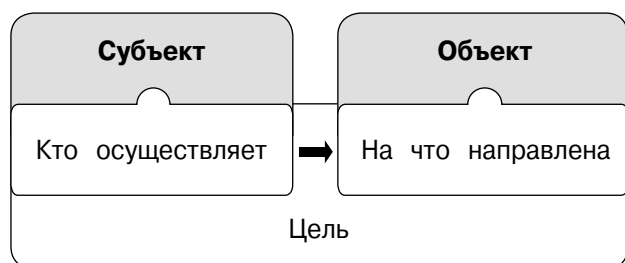 Субъект
Объект
Кто осуществляет
На что направлена
Цель